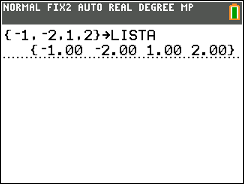 NORMAL FIX2 AUTO REAL DEGREE MP
{-1,-2,1,2}→LISTA
{-1.00 -2.00 1.00 2.00}